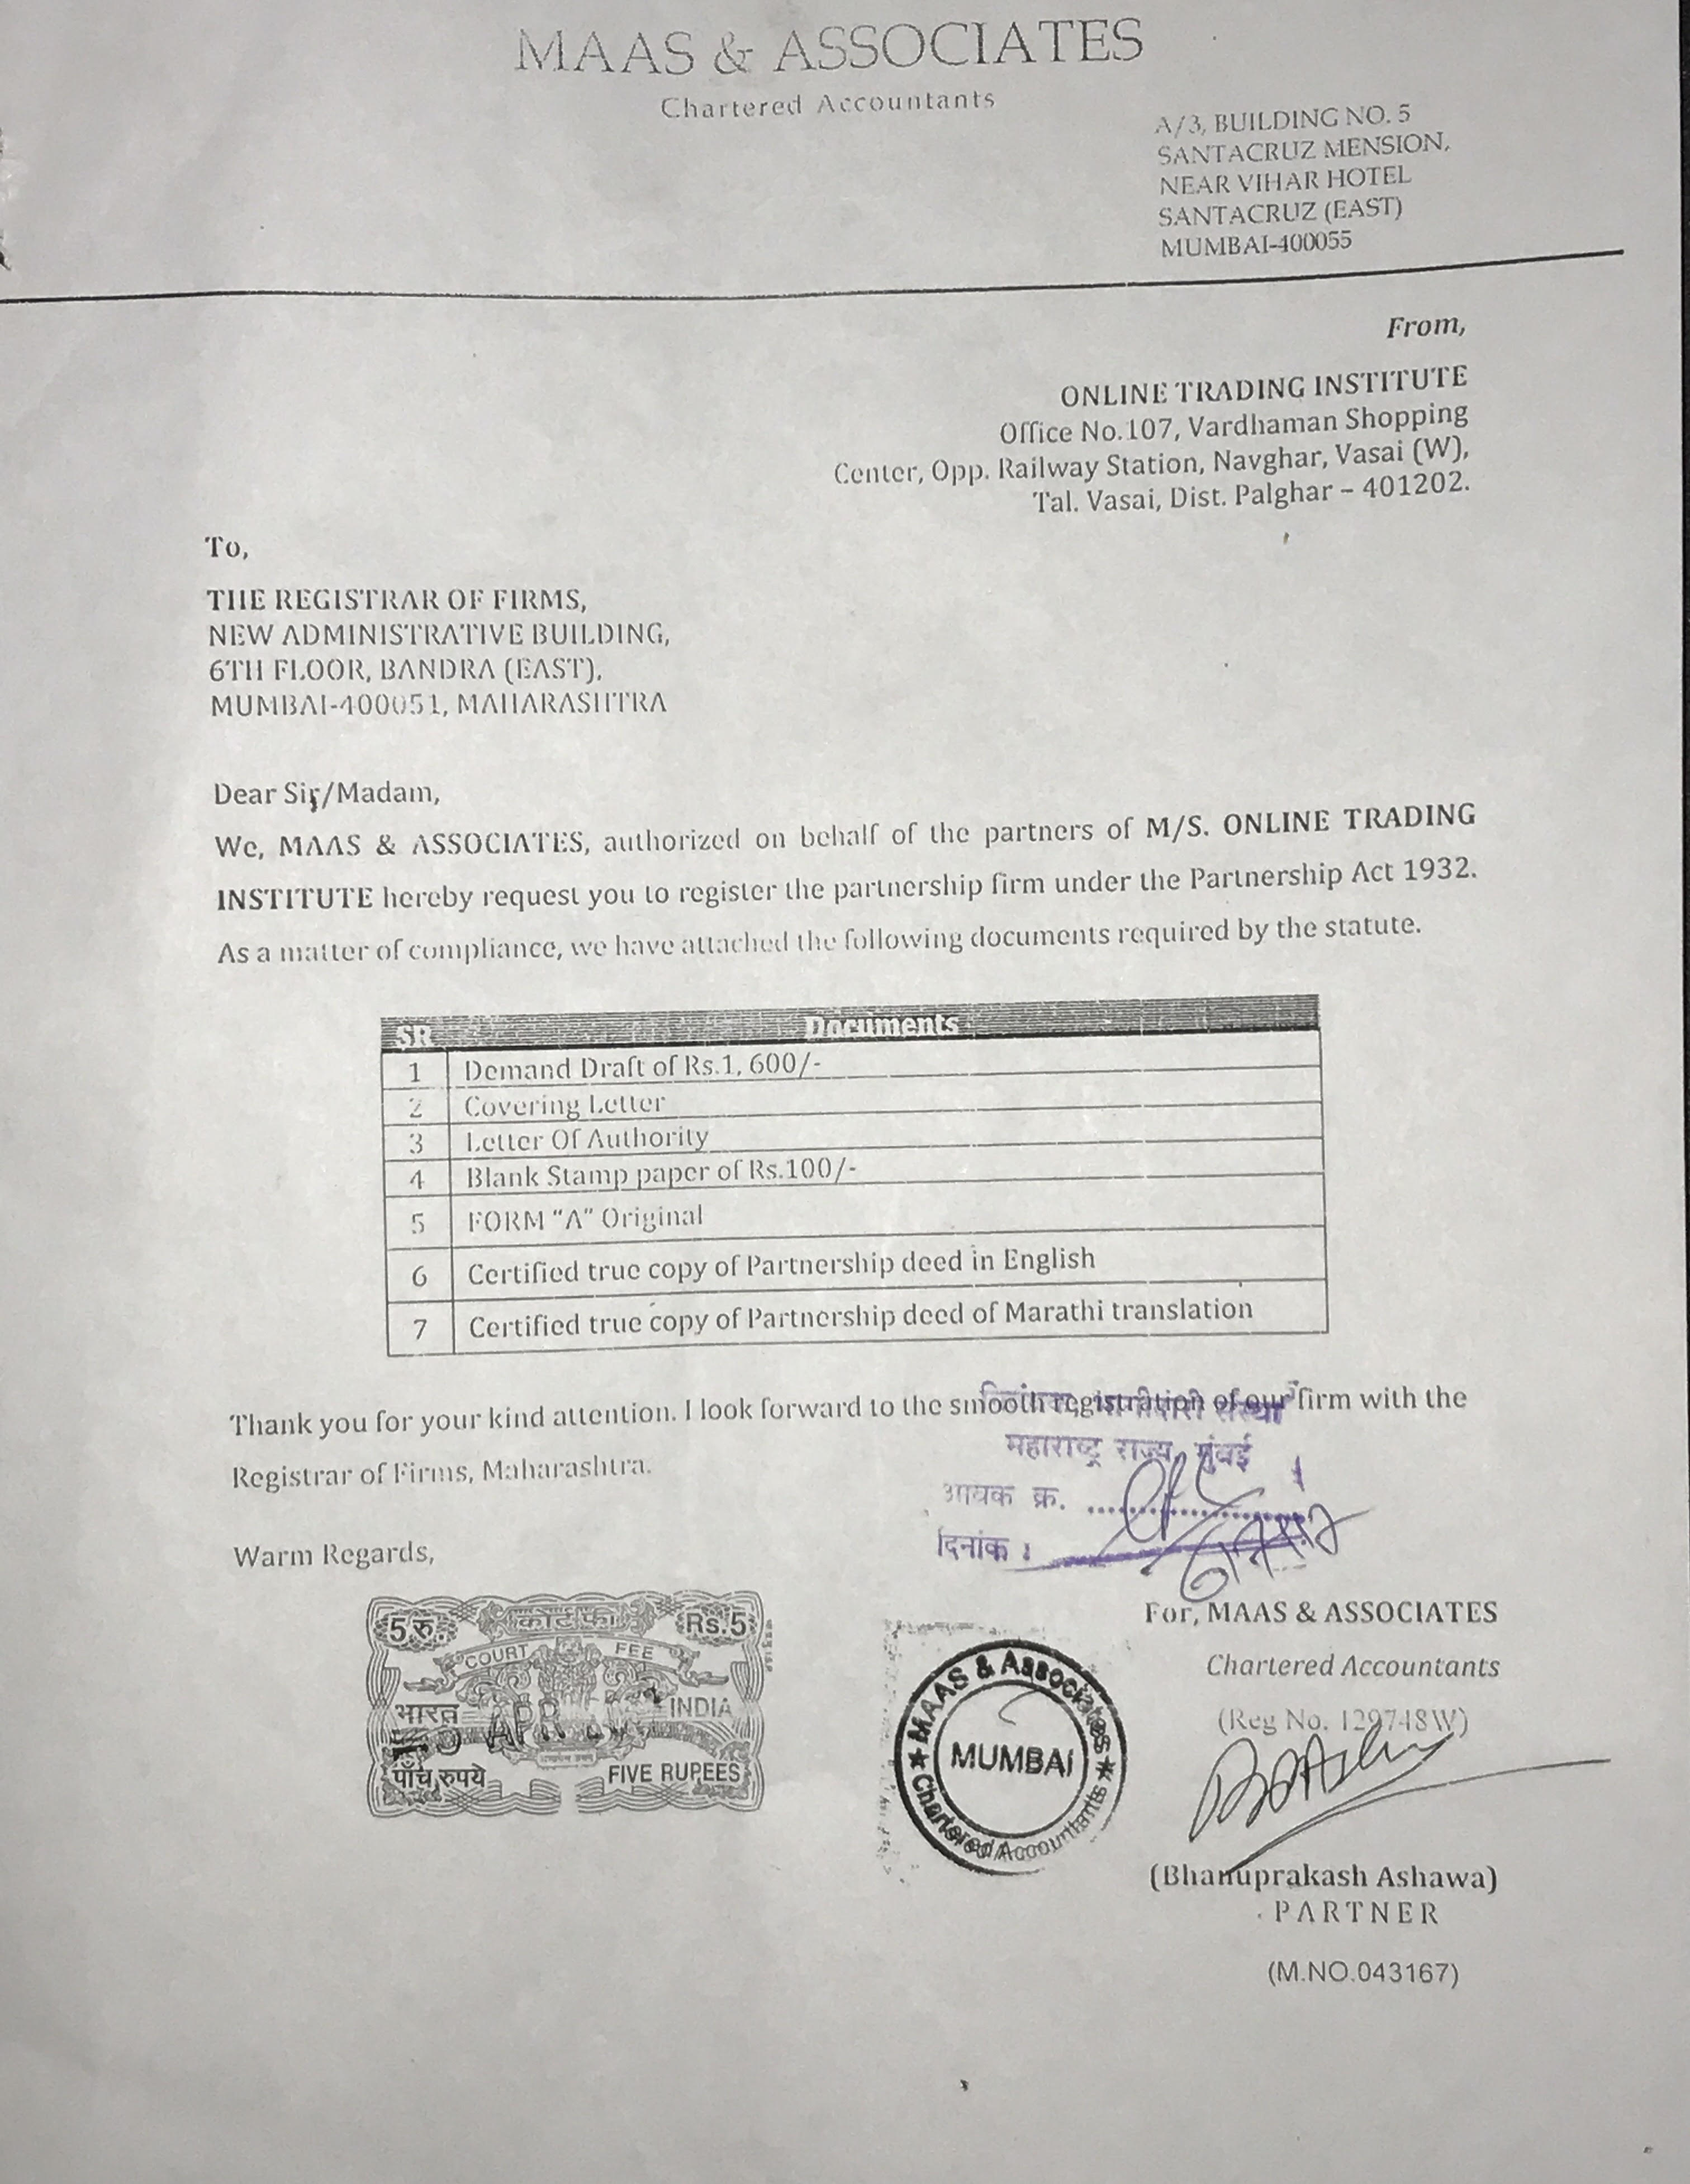 MAAS & ASSOCIATES
Chartered Accountants
A/3, BUILDING NO. 5
SANTACRUZ MENSION,
NEAR VIHAR HOTEL
SANTACRUZ (EAST)
MUMBAI-400055
From,
ONLINE TRADING INSTITUTE
Office No.107, Vardhaman Shopping
Center, Opp. Railway Station, Navghar, Vasai (W),
Tal. Vasai, Dist. Palghar – 401202.
To,
THE REGISTRAR OF FIRMS,
NEW ADMINISTRATIVE BUILDING,
6TH FLOOR, BANDRA (EAST),
MUMBAI-400051, MAHARASHTRA
Dear Sir/Madam,
We, MAAS & ASSOCIATES, authorized on behalf of the partners of M/S. ONLINE TRADING
INSTITUTE hereby request you to register the partnership firm under the Partnership Act 1932.
As a matter of compliance, we have attached the following documents required by the statute.
SR Documents
1 Demand Draft of Rs.1, 600/-
2 Covering Letter
3 Letter Of Authority
4 Blank Stamp paper of Rs.100/-
5 FORM "A" Original
6 Certified true copy of Partnership deed in English
7 Certified true copy of Partnership deed of Marathi translation
Thank you for your kind attention. I look forward to the smooth registration of our firm with the
Registrar of Firms, Maharashtra.
महाराष्ट्र राज्य, मुंबई
आवक क्र.
दिनांक :
Warm Regards,
5 रु. कोर्ट फी Rs.5
COURT FEE
भारत INDIA
APR
पाँच रुपये FIVE RUPEES
MAAS & Associates
MUMBAI
Chartered Accountants
For, MAAS & ASSOCIATES
Chartered Accountants
(Reg No. 129748W)
(Bhanuprakash Ashawa)
PARTNER
(M.NO.043167)